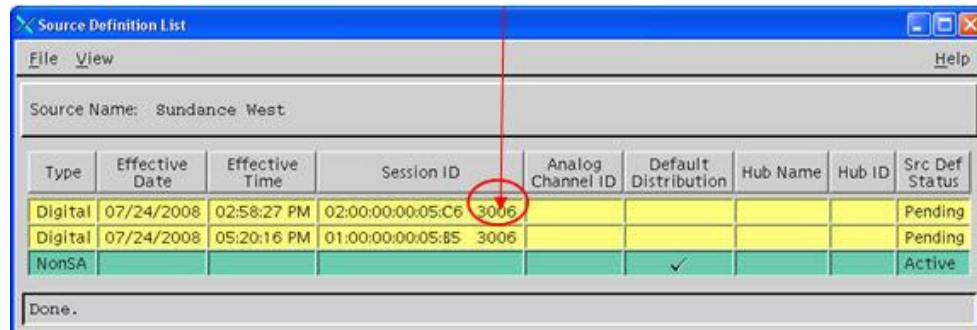 Source Definition List
File View Help
Source Name: Sundance West
Type Effective Date Effective Time Session ID Analog Channel ID Default Distribution Hub Name Hub ID Src Def Status
Digital 07/24/2008 02:58:27 PM 02:00:00:00:05:C6 3006 Pending
Digital 07/24/2008 05:20:16 PM 01:00:00:00:05:B5 3006 Pending
NonSA ✓ Active
Done.